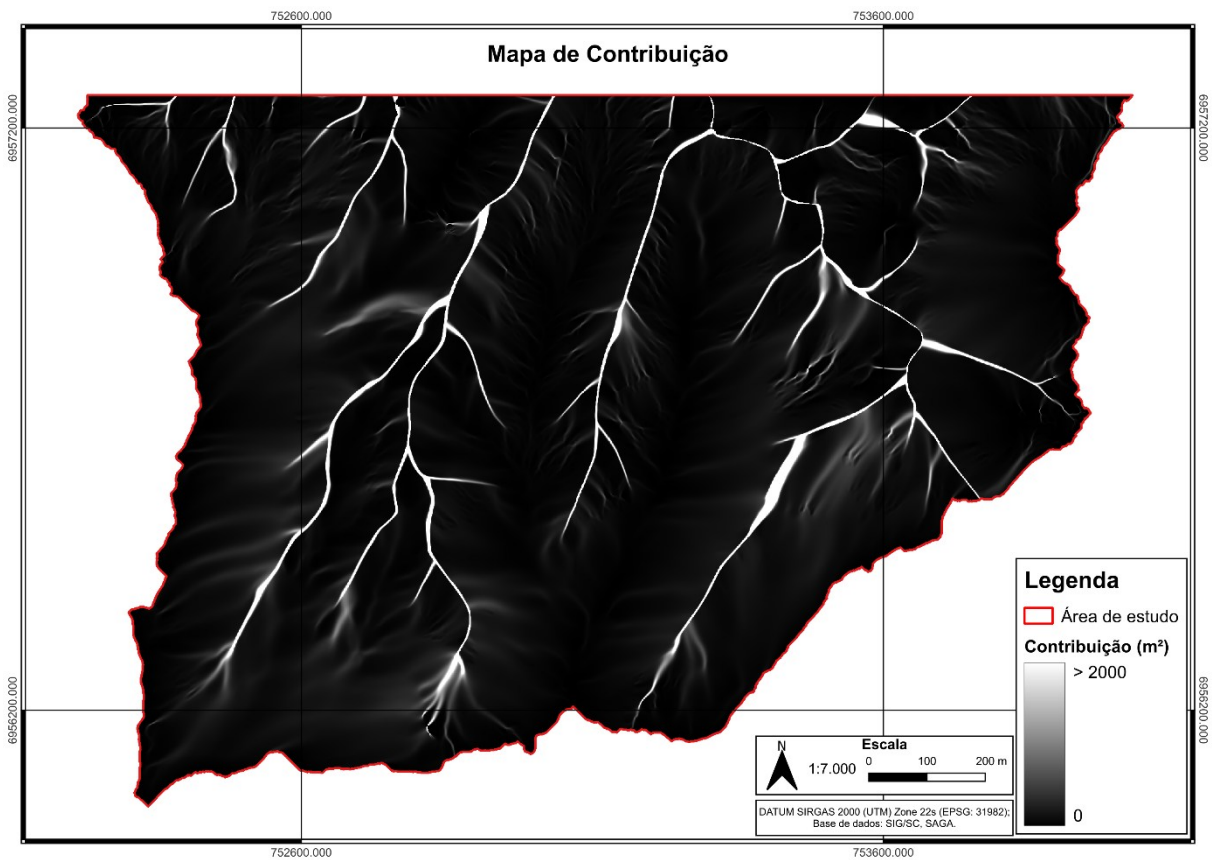 752600.000
753600.000
Mapa de Contribuição
6957200.000
6957200.000
6956200.000
6956200.000
Legenda
Área de estudo
Contribuição (m²)
> 2000
0
N
Escala
1:7.000
0 100 200 m
DATUM SIRGAS 2000 (UTM) Zone 22s (EPSG: 31982);
Base de dados: SIG/SC, SAGA.
752600.000
753600.000